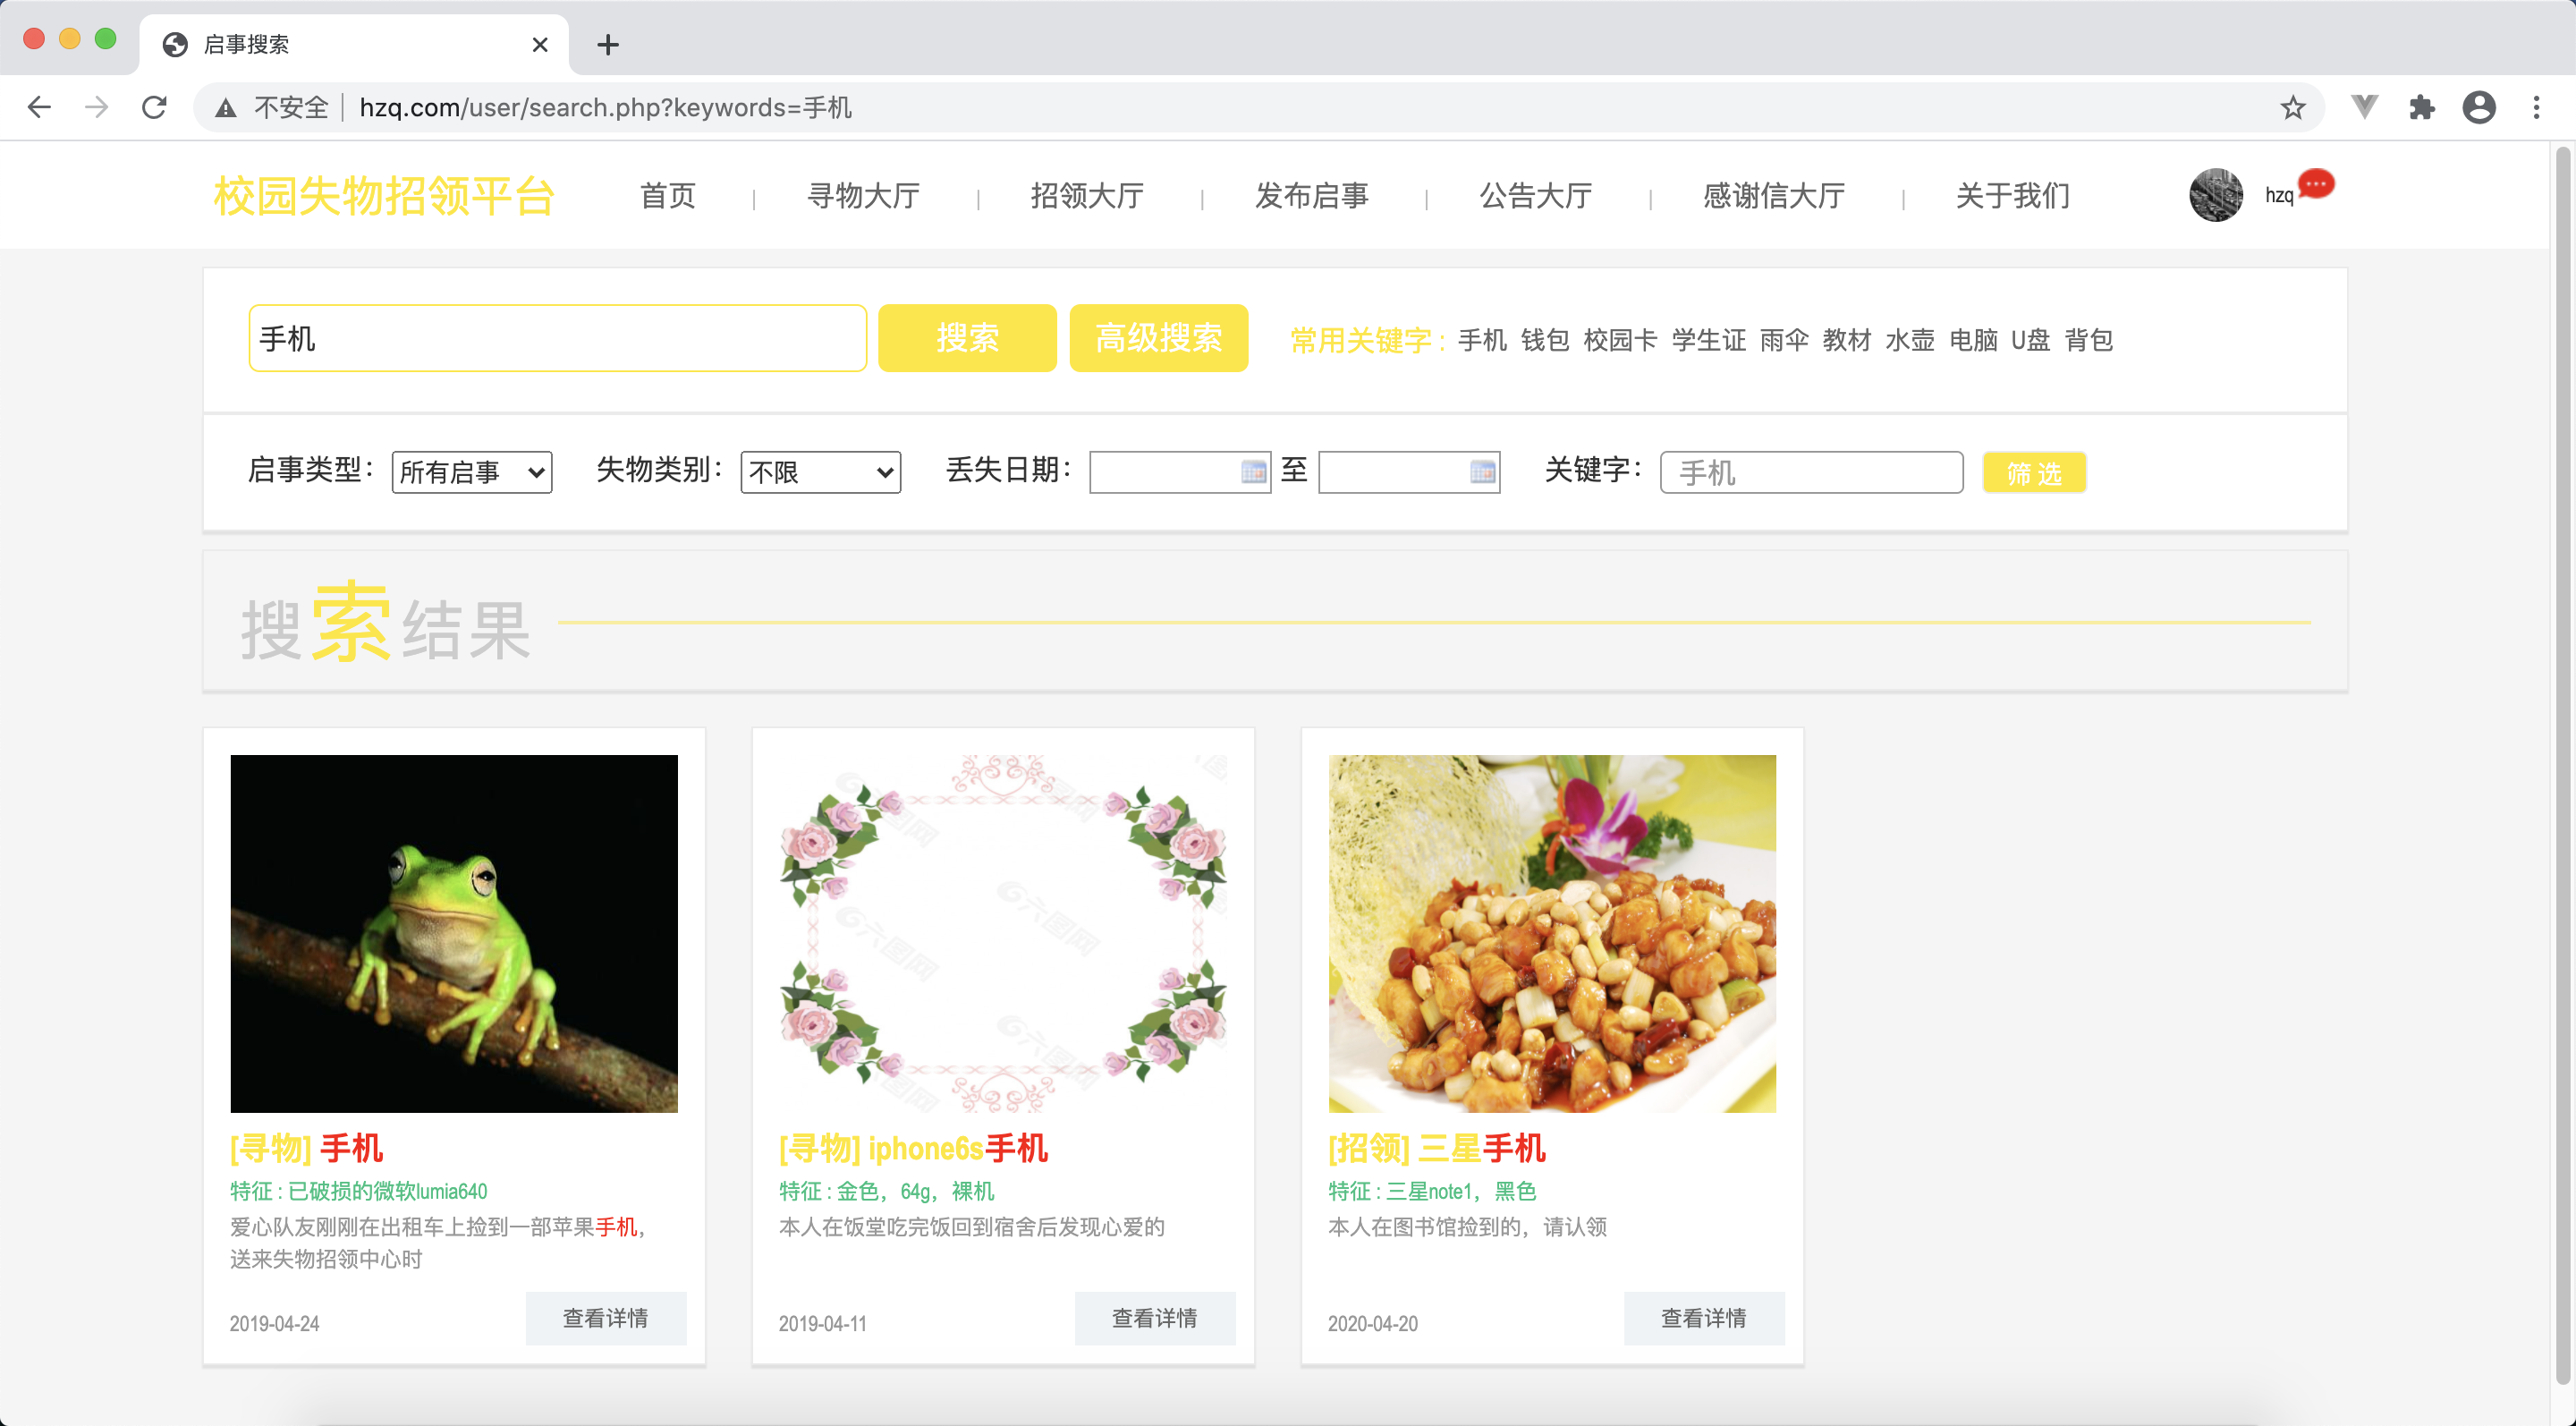 启事搜索
不安全 | hzq.com/user/search.php?keywords=手机
校园失物招领平台 首页 | 寻物大厅 | 招领大厅 | 发布启事 | 公告大厅 | 感谢信大厅 | 关于我们 hzq
手机 搜索 高级搜索 常用关键字 : 手机 钱包 校园卡 学生证 雨伞 教材 水壶 电脑 U盘 背包
启事类型： 所有启事 失物类别： 不限 丢失日期： 至 关键字： 手机 筛 选
搜索结果
六图网
六图网
六图网
六图网
[寻物] 手机
特征 : 已破损的微软lumia640
爱心队友刚刚在出租车上捡到一部苹果手机，
送来失物招领中心时
2019-04-24 查看详情
[寻物] iphone6s手机
特征 : 金色，64g，裸机
本人在饭堂吃完饭回到宿舍后发现心爱的
2019-04-11 查看详情
[招领] 三星手机
特征 : 三星note1，黑色
本人在图书馆捡到的，请认领
2020-04-20 查看详情